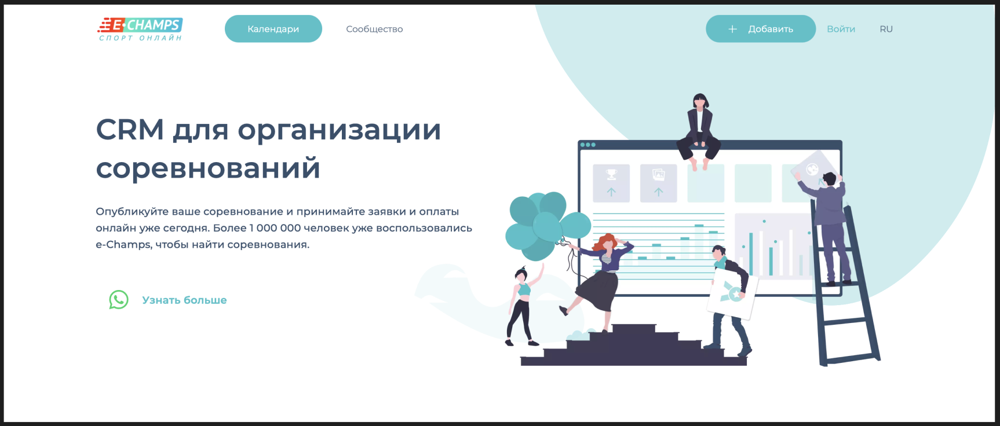 E·CHAMPS
СПОРТ ОНЛАЙН
Календари
Сообщество
+ Добавить
Войти
RU
CRM для организации
соревнований
Опубликуйте ваше соревнование и принимайте заявки и оплаты
онлайн уже сегодня. Более 1 000 000 человек уже воспользовались
e-Champs, чтобы найти соревнования.
Узнать больше